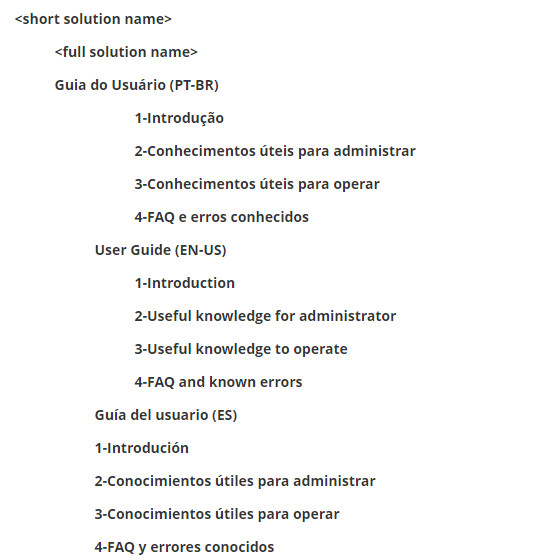 <short solution name>
<full solution name>
Guia do Usuário (PT-BR)
1-Introdução
2-Conhecimentos úteis para administrar
3-Conhecimentos úteis para operar
4-FAQ e erros conhecidos
User Guide (EN-US)
1-Introduction
2-Useful knowledge for administrator
3-Useful knowledge to operate
4-FAQ and known errors
Guía del usuario (ES)
1-Introdución
2-Conocimientos útiles para administrar
3-Conocimientos útiles para operar
4-FAQ y errores conocidos